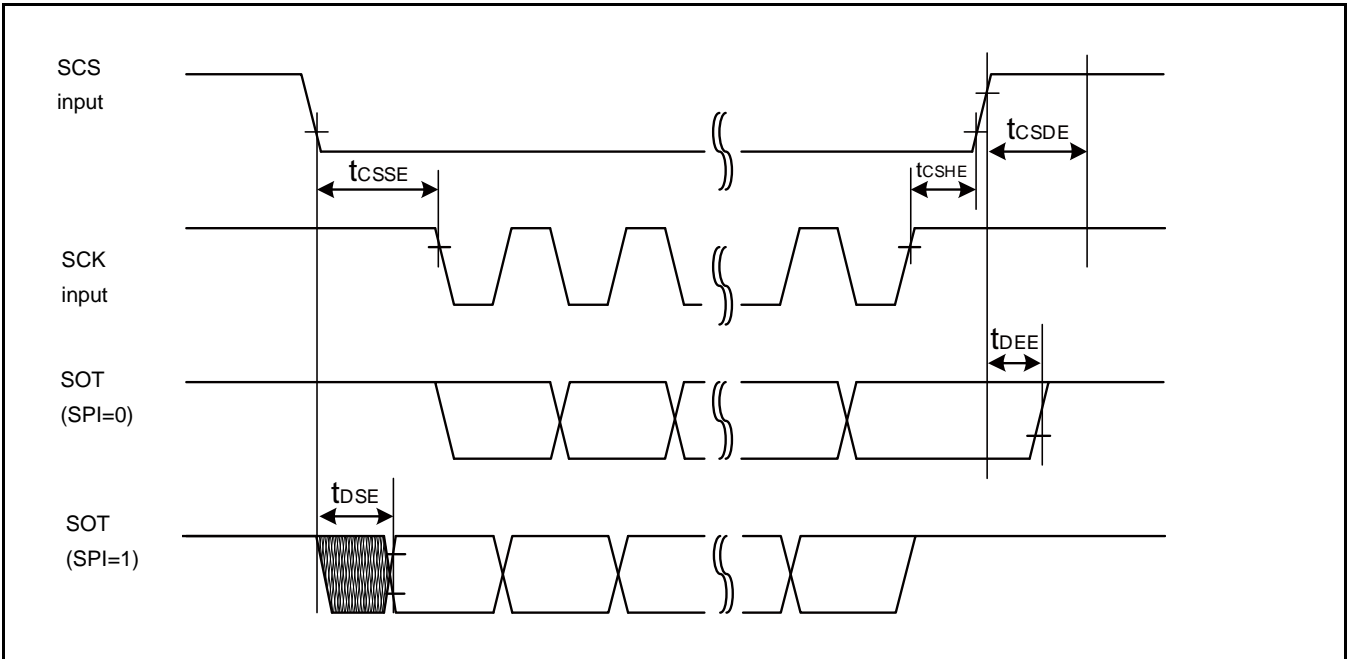 SCS
input
tCSDE
tCSSE
tCSHE
SCK
input
tDEE
SOT
(SPI=0)
tDSE
SOT
(SPI=1)